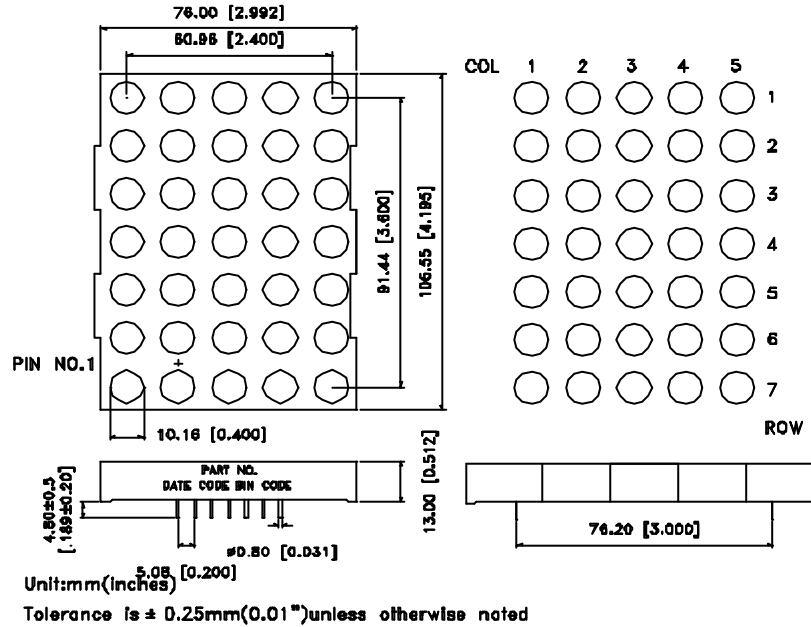 76.00 [2.992]
60.96 [2.400]
COL 1 2 3 4 5
1
2
3
4
5
6
7
ROW
91.44 [3.600]
106.55 [4.195]
PIN NO.1
10.16 [0.400]
PART NO.
DATE CODE BIN CODE
4.80±0.5
[.189±0.20]
13.00 [0.512]
ø0.80 [0.031]
5.08 [0.200]
76.20 [3.000]
Unit:mm(inches)
Tolerance is ± 0.25mm(0.01")unless otherwise noted